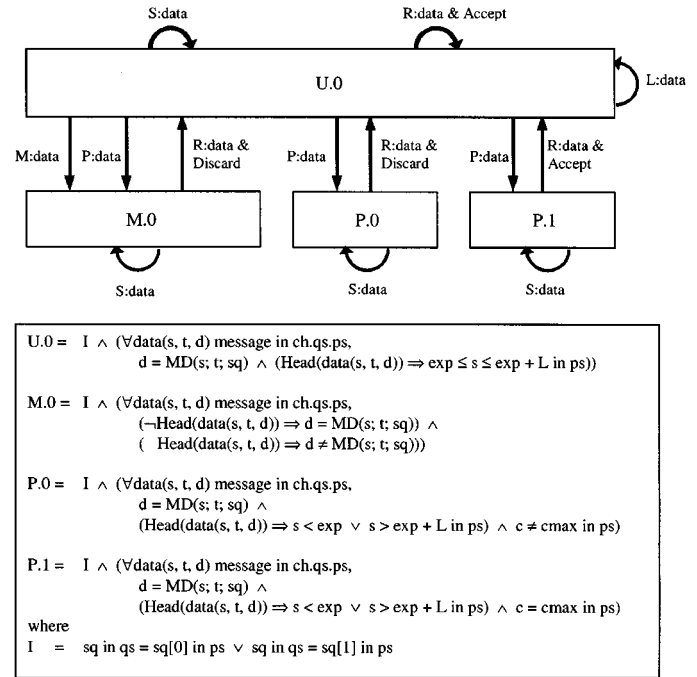 S:data
R:data & Accept
U.0
L:data
M:data
P:data
R:data &
Discard
P:data
R:data &
Discard
P:data
R:data &
Accept
M.0
P.0
P.1
S:data
S:data
S:data
U.0 = I ∧ (∀data(s, t, d) message in ch.qs.ps,
d = MD(s; t; sq) ∧ (Head(data(s, t, d)) ⇒ exp ≤ s ≤ exp + L in ps))
M.0 = I ∧ (∀data(s, t, d) message in ch.qs.ps,
(¬Head(data(s, t, d)) ⇒ d = MD(s; t; sq)) ∧
( Head(data(s, t, d)) ⇒ d ≠ MD(s; t; sq)))
P.0 = I ∧ (∀data(s, t, d) message in ch.qs.ps,
d = MD(s; t; sq) ∧
(Head(data(s, t, d)) ⇒ s < exp ∨ s > exp + L in ps) ∧ c ≠ cmax in ps)
P.1 = I ∧ (∀data(s, t, d) message in ch.qs.ps,
d = MD(s; t; sq) ∧
(Head(data(s, t, d)) ⇒ s < exp ∨ s > exp + L in ps) ∧ c = cmax in ps)
where
I = sq in qs = sq[0] in ps ∨ sq in qs = sq[1] in ps